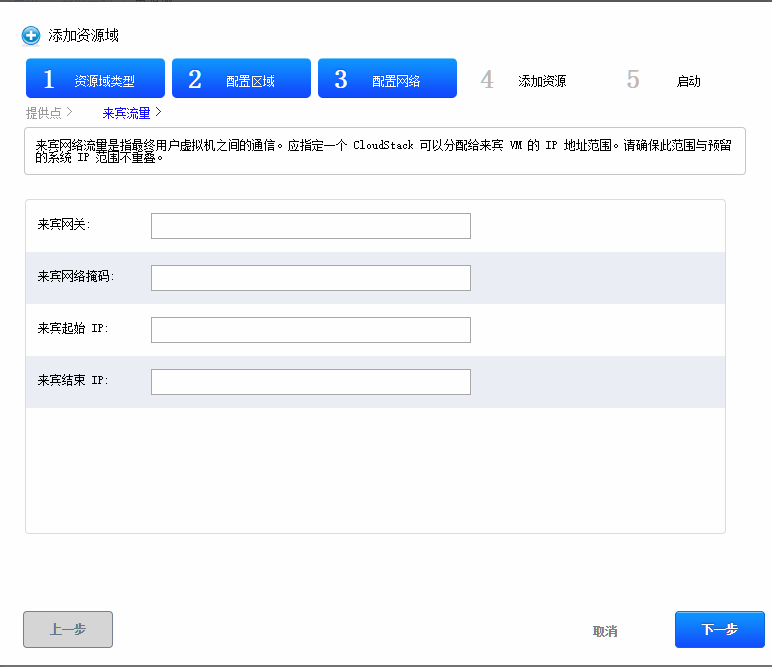 添加资源域
1 资源域类型 2 配置区域 3 配置网络 4 添加资源 5 启动
提供点 > 来宾流量 >
来宾网络流量是指最终用户虚拟机之间的通信。应指定一个 CloudStack 可以分配给来宾 VM 的 IP 地址范围。请确保此范围与预留
的系统 IP 范围不重叠。
来宾网关:
来宾网络掩码:
来宾起始 IP:
来宾结束 IP:
上一步 取消 下一步